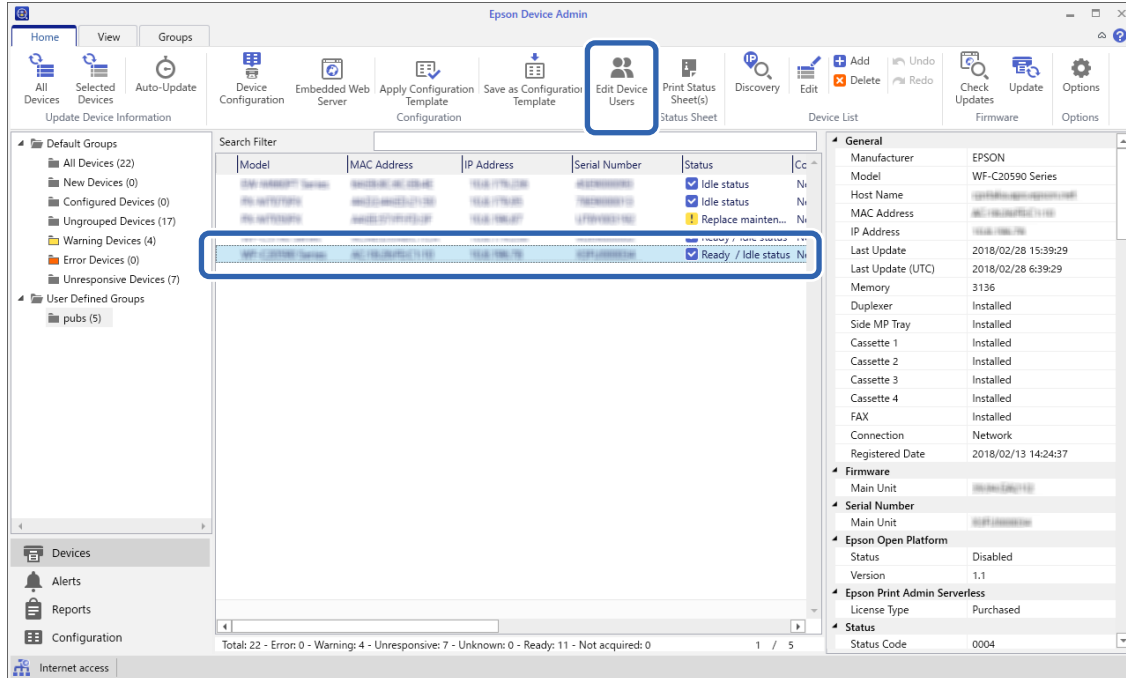 Epson Device Admin
Home View Groups
All Devices
Selected Devices
Auto-Update
Update Device Information
Device Configuration
Embedded Web Server
Apply Configuration Template
Save as Configuration Template
Configuration
Edit Device Users
Print Status Sheet(s)
Status Sheet
Discovery
Edit
Add
Delete
Undo
Redo
Device List
Check Updates
Update
Firmware
Options
Options
Default Groups
All Devices (22)
New Devices (0)
Configured Devices (0)
Ungrouped Devices (17)
Warning Devices (4)
Error Devices (0)
Unresponsive Devices (7)
User Defined Groups
pubs (5)
Devices
Alerts
Reports
Configuration
Search Filter
Model MAC Address IP Address Serial Number Status
Idle status
Idle status
Replace mainten...
Ready / Idle status
Ready / Idle status
Total: 22 - Error: 0 - Warning: 4 - Unresponsive: 7 - Unknown: 0 - Ready: 11 - Not acquired: 0 1 / 5
General
Manufacturer EPSON
Model WF-C20590 Series
Host Name
MAC Address
IP Address
Last Update 2018/02/28 15:39:29
Last Update (UTC) 2018/02/28 6:39:29
Memory 3136
Duplexer Installed
Side MP Tray Installed
Cassette 1 Installed
Cassette 2 Installed
Cassette 3 Installed
Cassette 4 Installed
FAX Installed
Connection Network
Registered Date 2018/02/13 14:24:37
Firmware
Main Unit
Serial Number
Main Unit
Epson Open Platform
Status Disabled
Version 1.1
Epson Print Admin Serverless
License Type Purchased
Status
Status Code 0004
Internet access